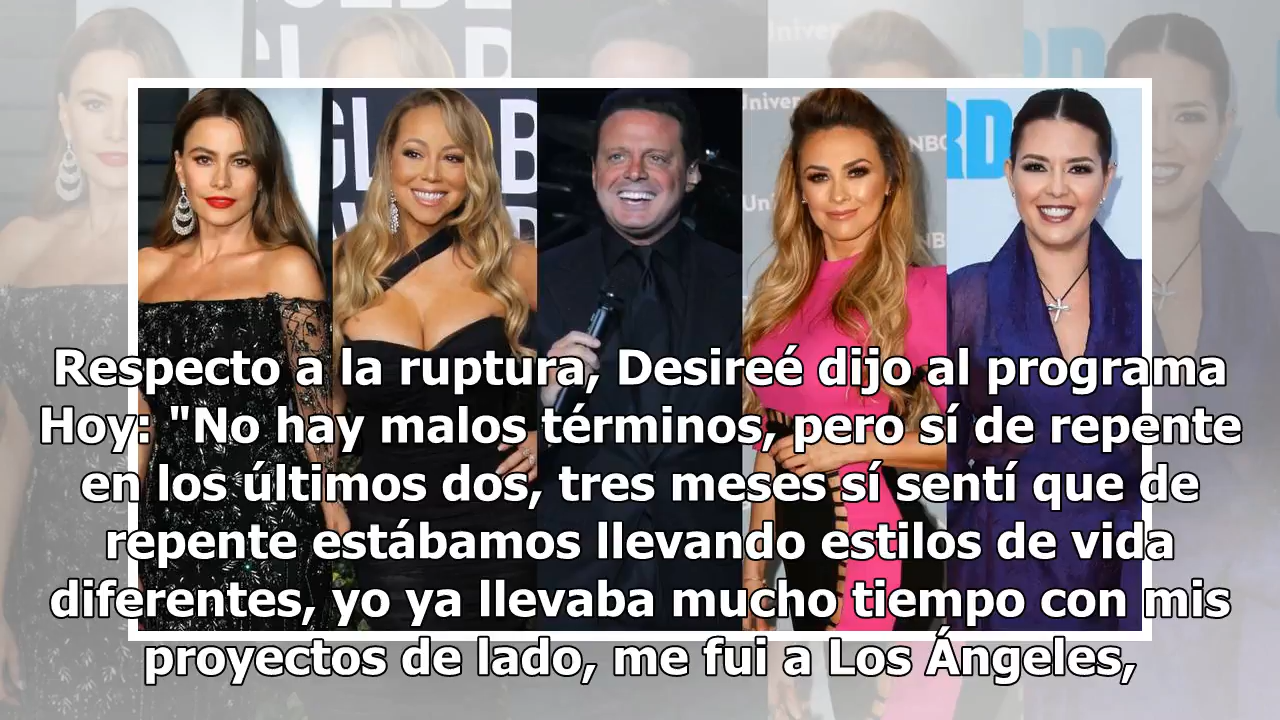 Respecto a la ruptura, Desireé dijo al programa
Hoy: "No hay malos términos, pero sí de repente
en los últimos dos, tres meses sí sentí que de
repente estábamos llevando estilos de vida
diferentes, yo ya llevaba mucho tiempo con mis
proyectos de lado, me fui a Los Ángeles,